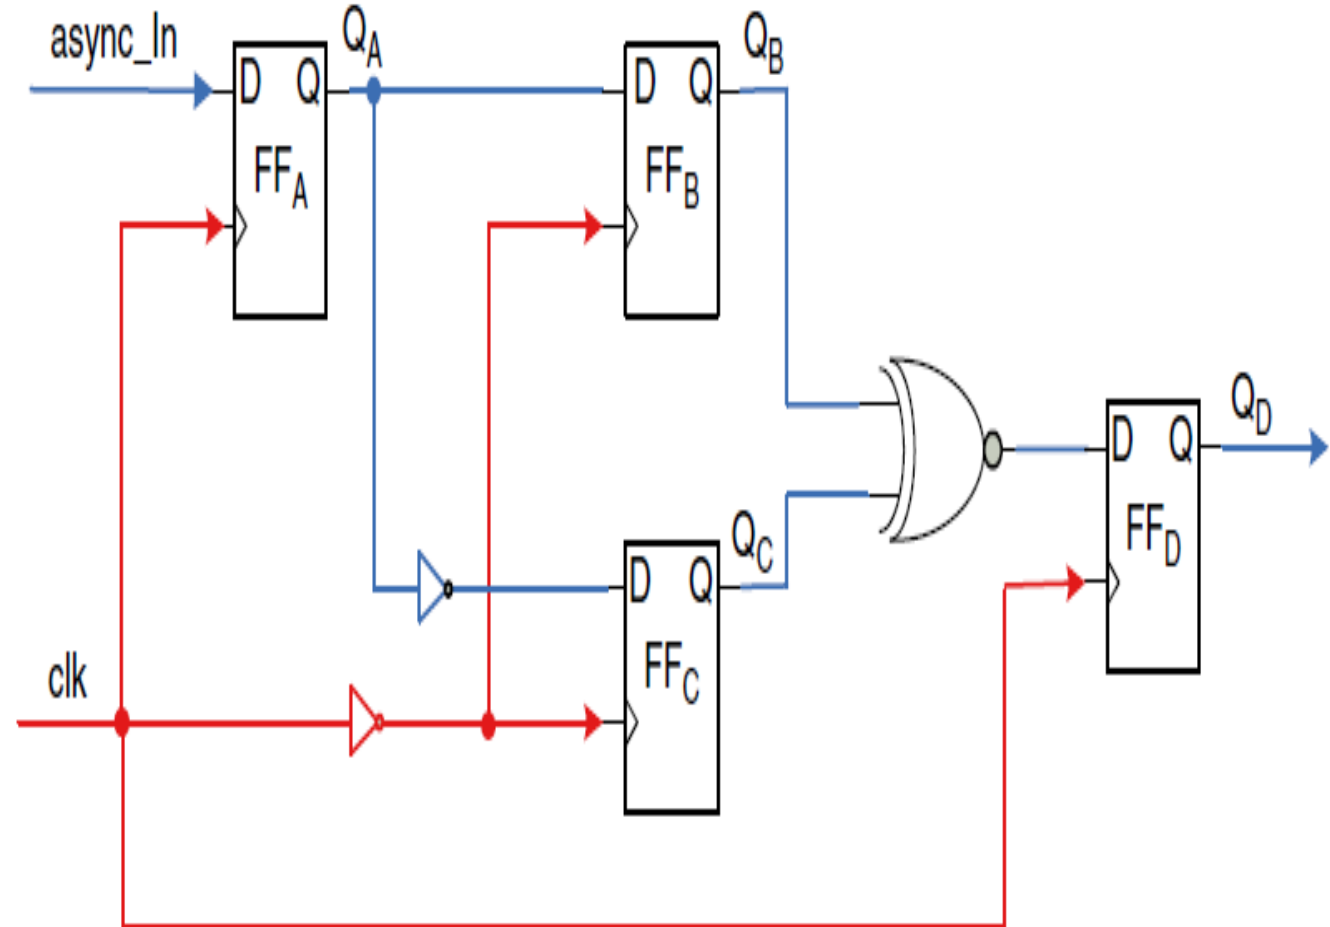 async_In
Q_A
Q_B
D Q
FF_A
D Q
FF_B
Q_D
D Q
FF_D
Q_C
D Q
FF_C
clk